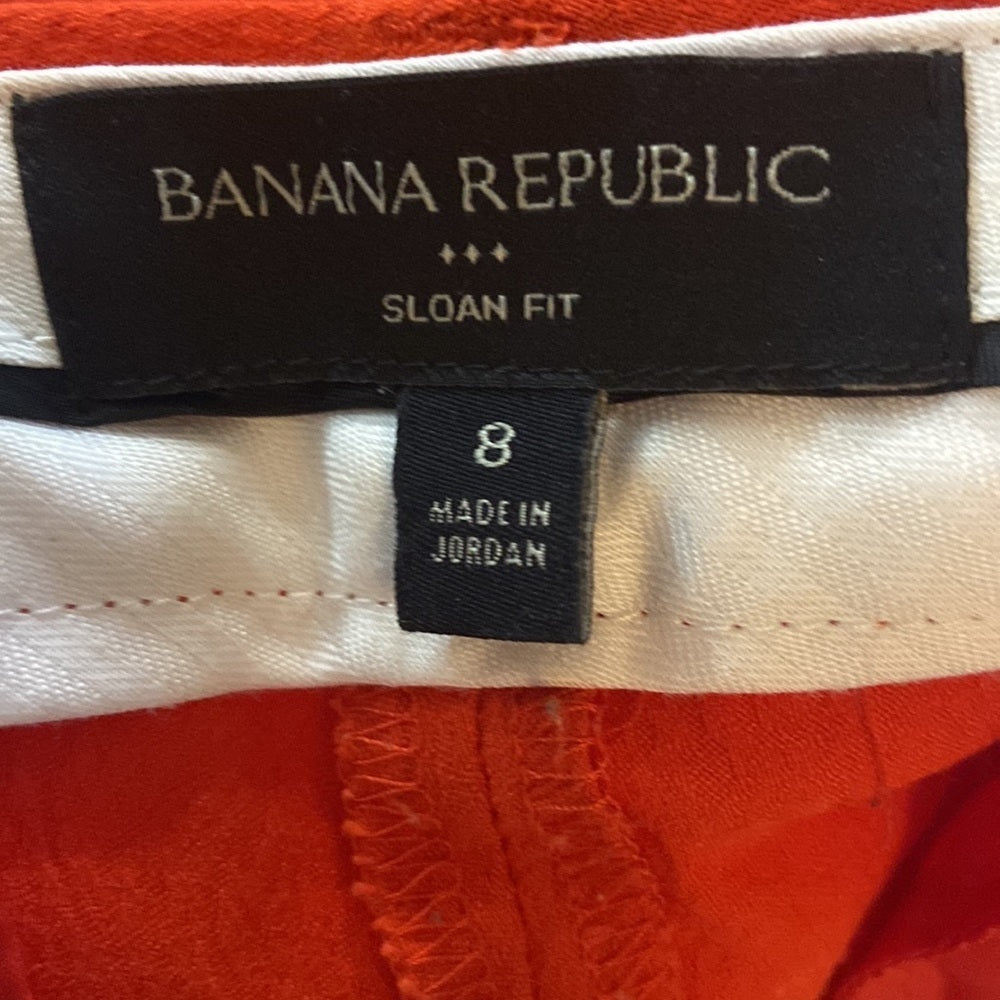 BANANA REPUBLIC
SLOAN FIT
8
MADE IN
JORDAN